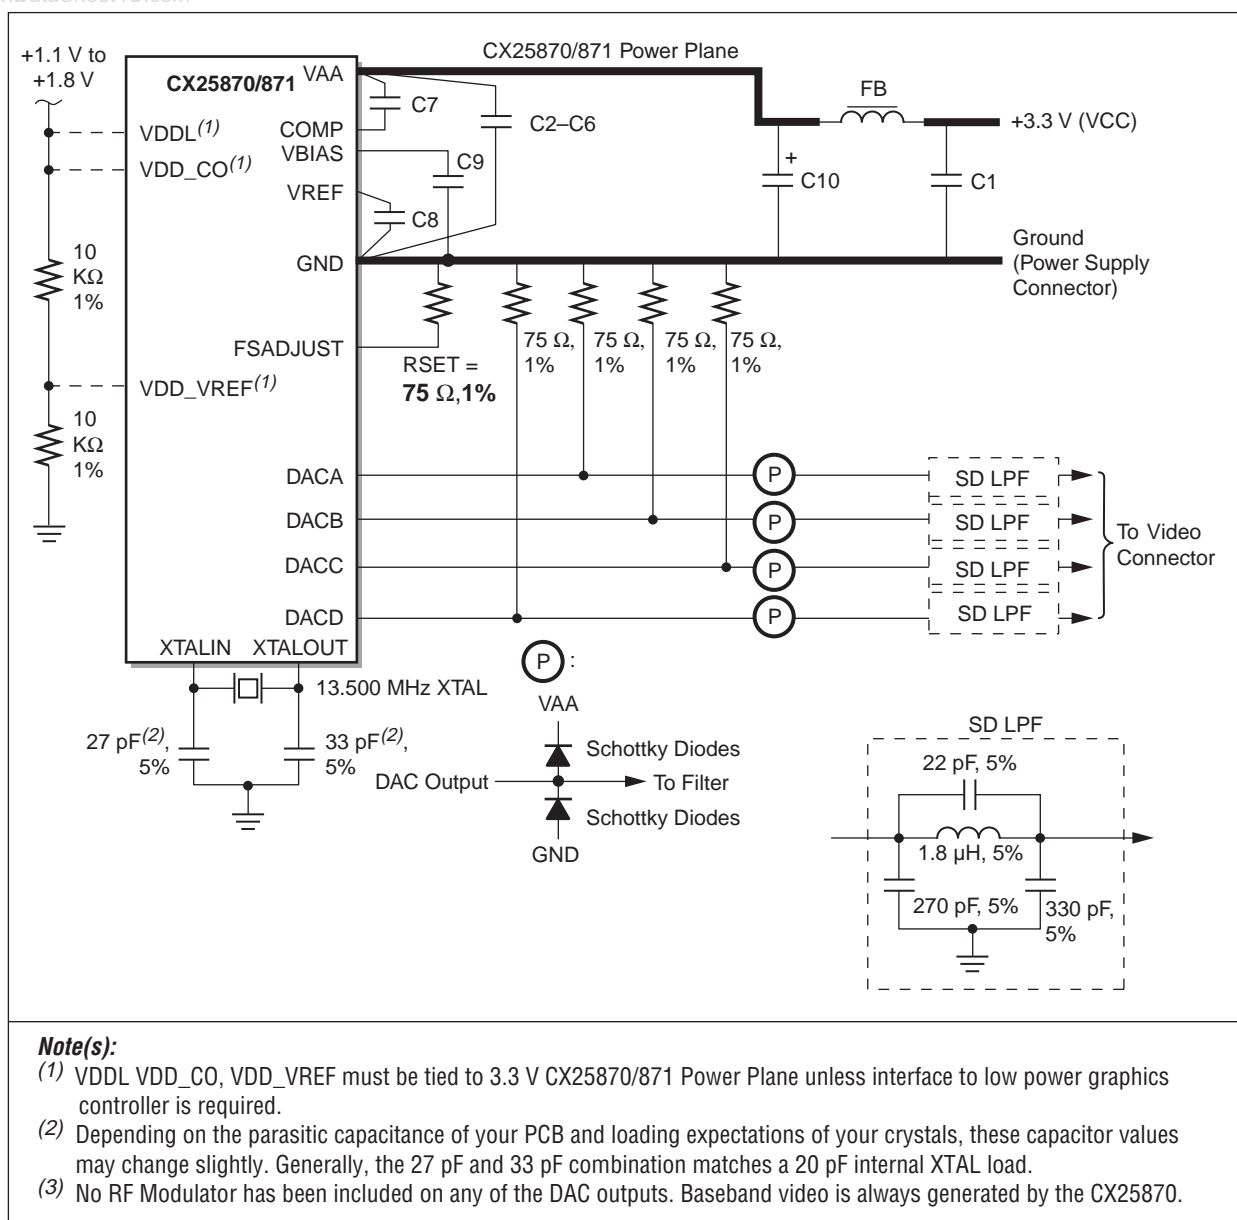 +1.1 V to
+1.8 V
CX25870/871
CX25870/871 Power Plane
VAA
C7
C2–C6
FB
+3.3 V (VCC)
VDDL(1)
COMP
VBIAS
VDD_CO(1)
C9
+
C10
C1
VREF
C8
GND
Ground
(Power Supply
Connector)
10
KΩ
1%
FSADJUST
RSET =
75 Ω,1%
75 Ω,
1%
75 Ω,
1%
75 Ω,
1%
75 Ω,
1%
VDD_VREF(1)
10
KΩ
1%
DACA
P
SD LPF
DACB
P
SD LPF
DACC
P
SD LPF
DACD
P
SD LPF
To Video
Connector
XTALIN
XTALOUT
13.500 MHz XTAL
27 pF(2),
5%
33 pF(2),
5%
P :
VAA
Schottky Diodes
DAC Output
To Filter
Schottky Diodes
GND
SD LPF
22 pF, 5%
1.8 µH, 5%
270 pF, 5%
330 pF,
5%
Note(s):
(1) VDDL VDD_CO, VDD_VREF must be tied to 3.3 V CX25870/871 Power Plane unless interface to low power graphics
controller is required.
(2) Depending on the parasitic capacitance of your PCB and loading expectations of your crystals, these capacitor values
may change slightly. Generally, the 27 pF and 33 pF combination matches a 20 pF internal XTAL load.
(3) No RF Modulator has been included on any of the DAC outputs. Baseband video is always generated by the CX25870.